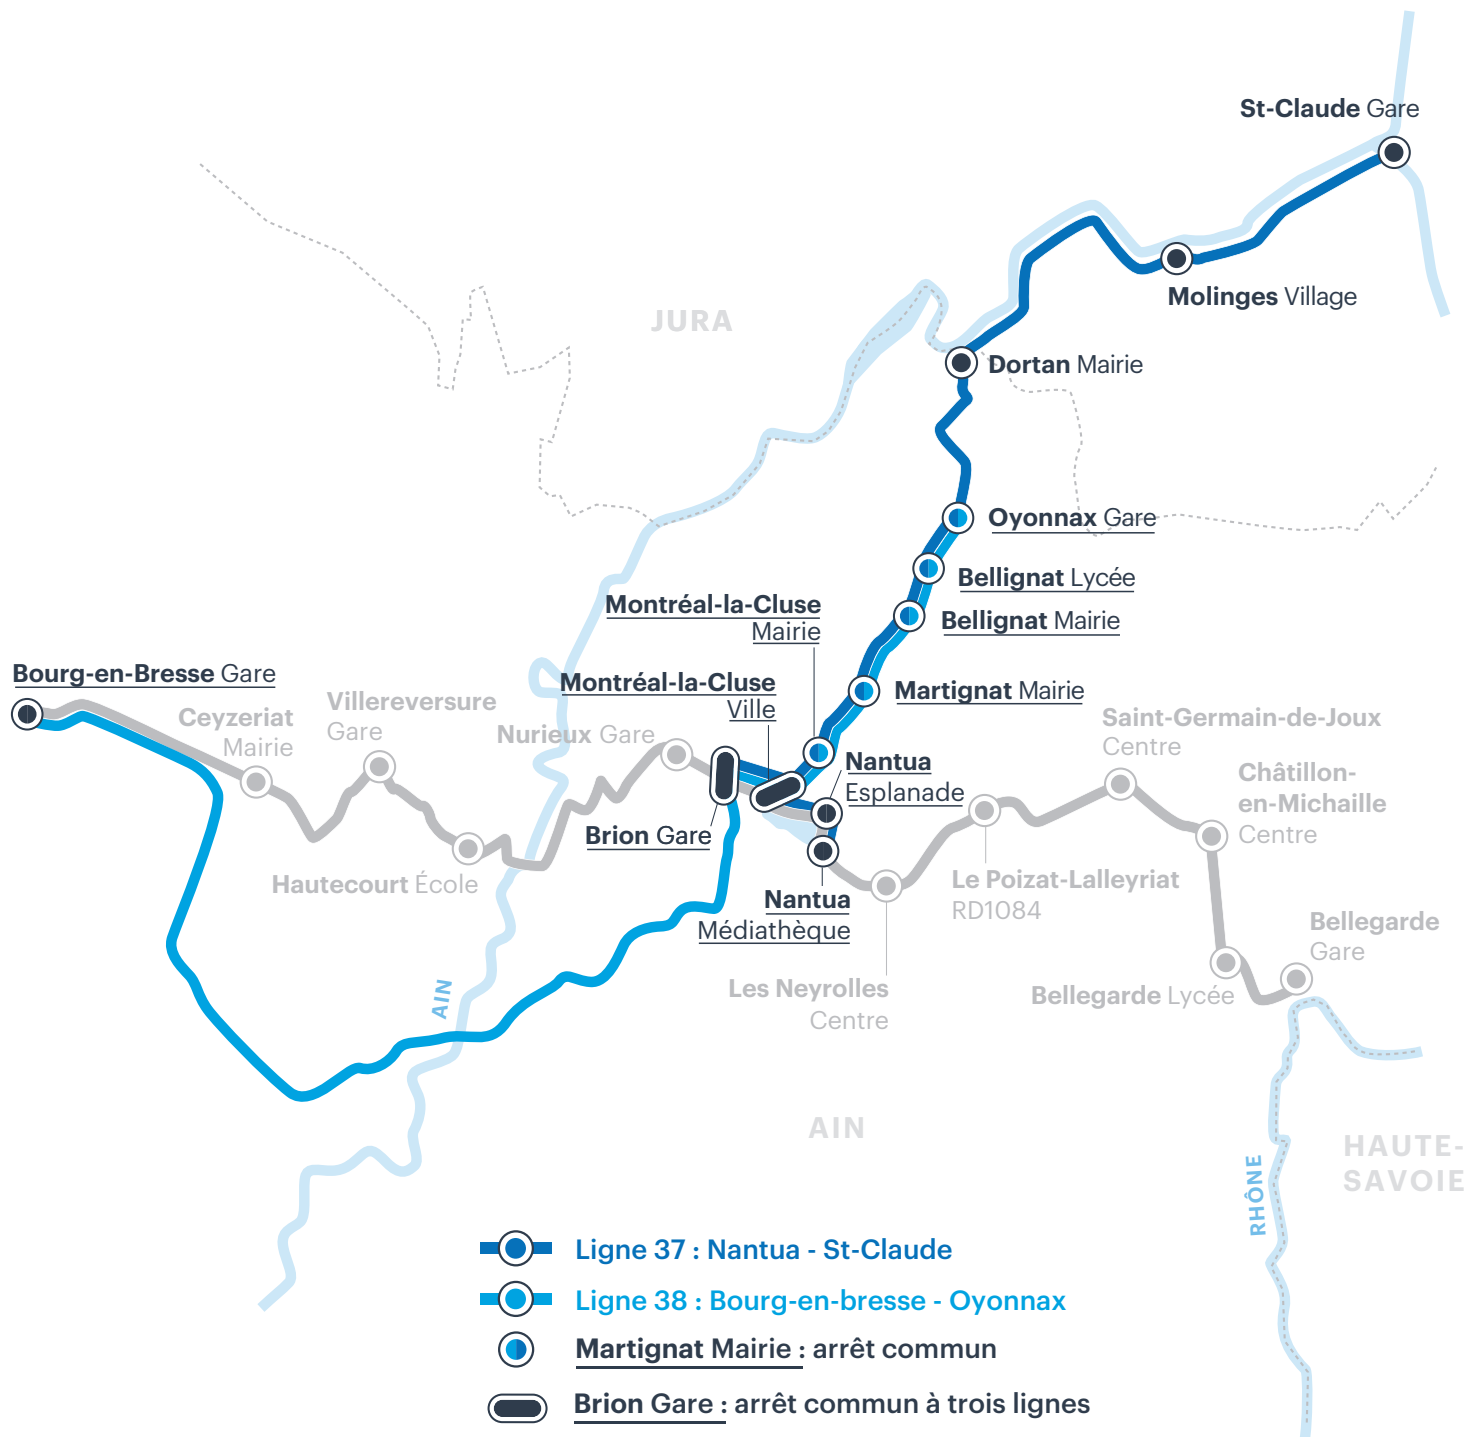 St-Claude Gare
Molinges Village
JURA
Dortan Mairie
Oyonnax Gare
Bellignat Lycée
Montréal-la-Cluse
Mairie
Bellignat Mairie
Bourg-en-Bresse Gare
Montréal-la-Cluse
Ville
Martignat Mairie
Villereversure
Gare
Ceyzeriat
Mairie
Nurieux Gare
Saint-Germain-de-Joux
Centre
Nantua
Esplanade
Châtillon-
en-Michaille
Centre
Brion Gare
Hautecourt École
Le Poizat-Lalleyriat
RD1084
Nantua
Médiathèque
Bellegarde
Gare
Les Neyrolles
Centre
Bellegarde Lycée
AIN
AIN
HAUTE-
SAVOIE
RHÔNE
Ligne 37 : Nantua - St-Claude
Ligne 38 : Bourg-en-bresse - Oyonnax
Martignat Mairie : arrêt commun
Brion Gare : arrêt commun à trois lignes